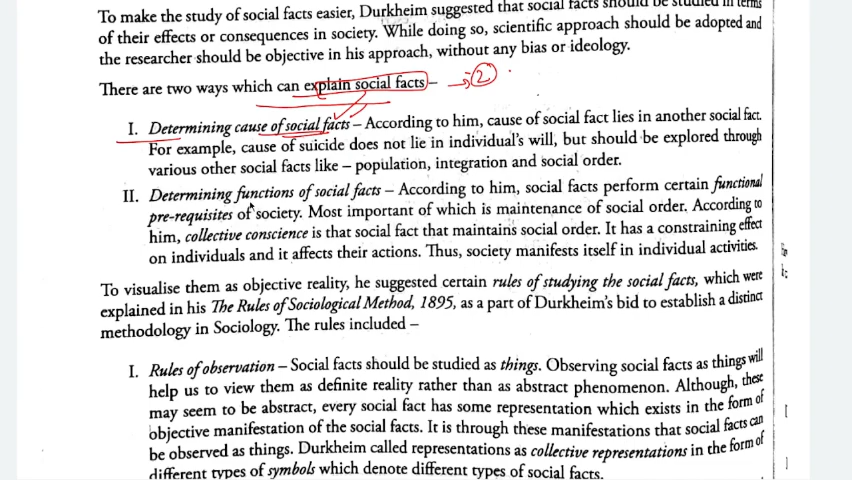 To make the study of social facts easier, Durkheim suggested that social facts should be studied in terms
of their effects or consequences in society. While doing so, scientific approach should be adopted and
the researcher should be objective in his approach, without any bias or ideology.
There are two ways which can explain social facts – → 2
I. Determining cause of social facts – According to him, cause of social fact lies in another social fact.
For example, cause of suicide does not lie in individual's will, but should be explored through
various other social facts like – population, integration and social order.
II. Determining functions of social facts – According to him, social facts perform certain functional
pre-requisites of society. Most important of which is maintenance of social order. According to
him, collective conscience is that social fact that maintains social order. It has a constraining effect
on individuals and it affects their actions. Thus, society manifests itself in individual activities.
To visualise them as objective reality, he suggested certain rules of studying the social facts, which were
explained in his The Rules of Sociological Method, 1895, as a part of Durkheim's bid to establish a distinct
methodology in Sociology. The rules included –
I. Rules of observation – Social facts should be studied as things. Observing social facts as things will
help us to view them as definite reality rather than as abstract phenomenon. Although, these
may seem to be abstract, every social fact has some representation which exists in the form of
objective manifestation of the social facts. It is through these manifestations that social facts can
be observed as things. Durkheim called representations as collective representations in the form of
different types of symbols which denote different types of social facts.